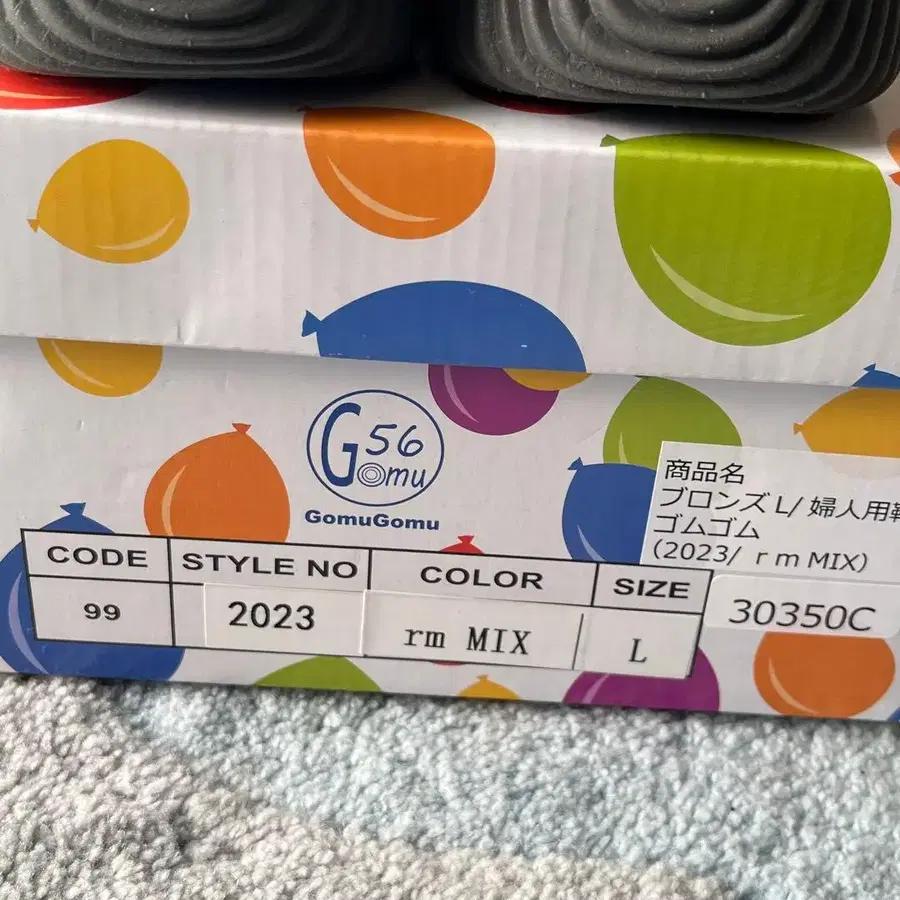 G56
Gomu
GomuGomu
商品名
ブロンズ L/ 婦人用靴
ゴムゴム
(2023/ ｒｍ MIX)
CODE STYLE NO COLOR SIZE
99 2023 rm MIX L
30350C